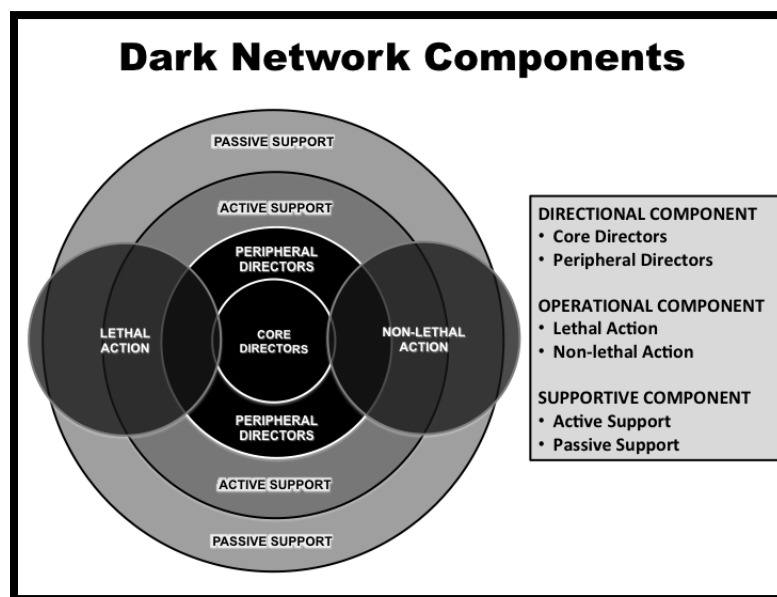 Dark Network Components
PASSIVE SUPPORT
ACTIVE SUPPORT
PERIPHERAL
DIRECTORS
LETHAL
ACTION
CORE
DIRECTORS
NON-LETHAL
ACTION
PERIPHERAL
DIRECTORS
ACTIVE SUPPORT
PASSIVE SUPPORT
DIRECTIONAL COMPONENT
• Core Directors
• Peripheral Directors
OPERATIONAL COMPONENT
• Lethal Action
• Non-lethal Action
SUPPORTIVE COMPONENT
• Active Support
• Passive Support